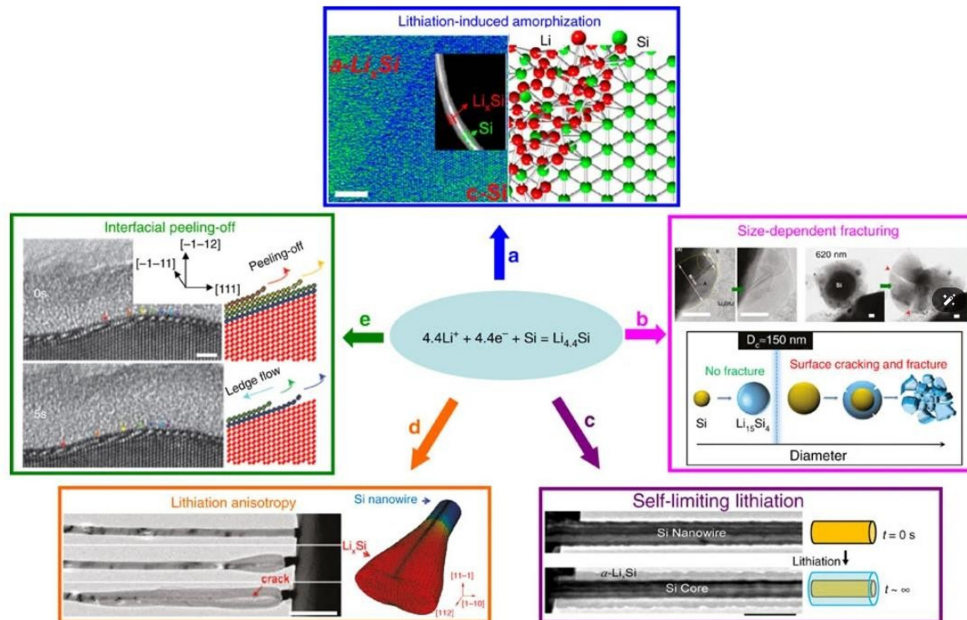 Lithiation-induced amorphization
a-LiₓSi
LiₓSi
Si
c-Si
Li
Si
a
Interfacial peeling-off
[−1−12]
[−1−11]
[111]
0s
Peeling-off
5s
Ledge flow
e
4.4Li⁺ + 4.4e⁻ + Si = Li₄.₄Si
b
Size-dependent fracturing
620 nm
Si
D꜀≈150 nm
No fracture
Surface cracking and fracture
Si
Li₁₅Si₄
Diameter
d
c
Lithiation anisotropy
crack
Si nanowire
LiₓSi
[11−1]
[1−10]
[112]
Self-limiting lithiation
Si Nanowire
t = 0 s
Lithiation
a-LiₓSi
Si Core
t ~ ∞